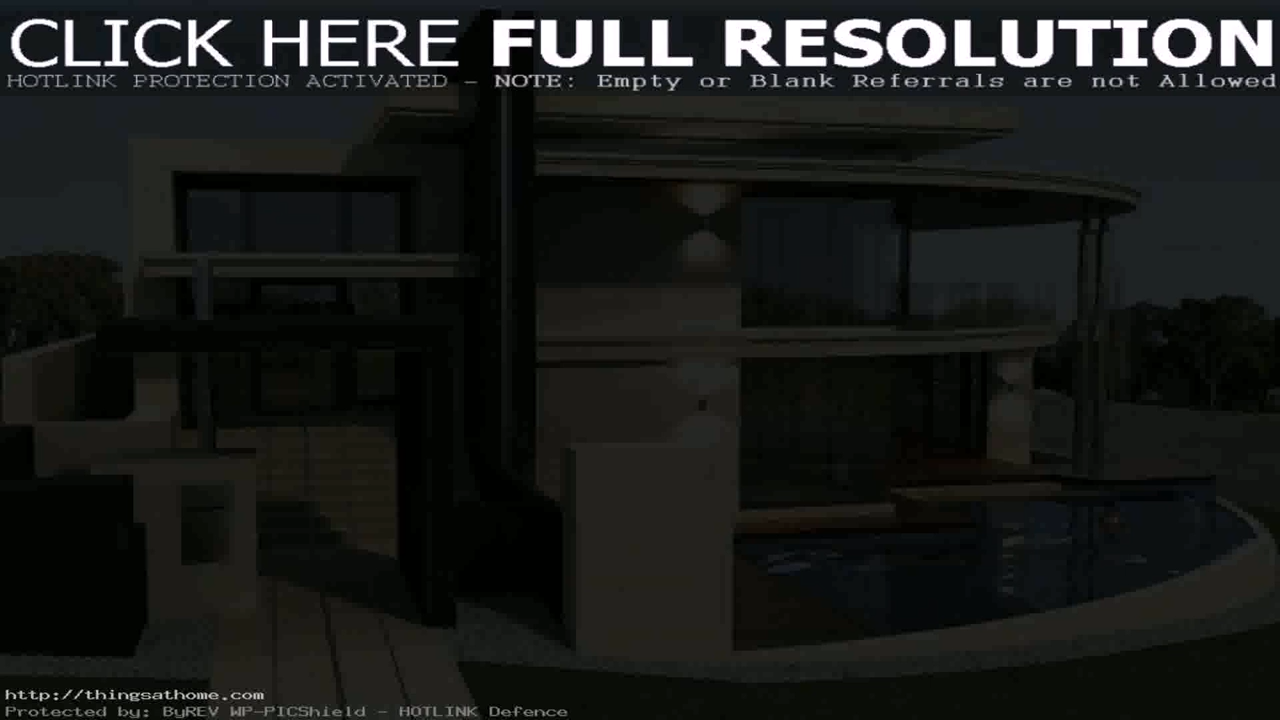 CLICK HERE FULL RESOLUTION
HOTLINK PROTECTION ACTIVATED – NOTE: Empty or Blank Referrals are not Allowed
http://thingsathome.com
Protected by: ByREV WP-PICShield – HOTLINK Defence